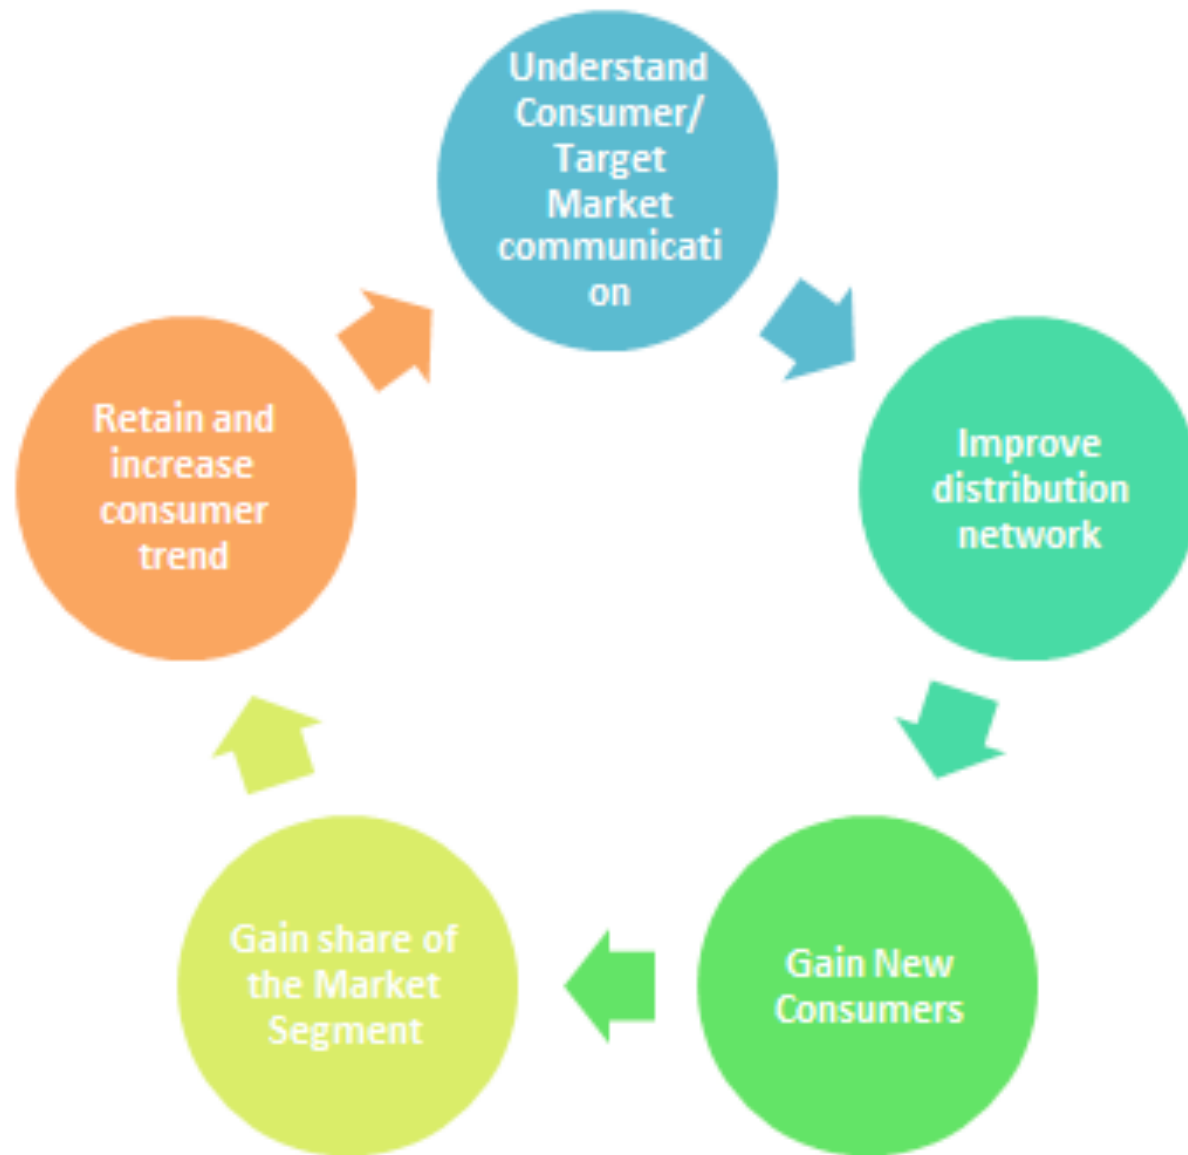 Understand
Consumer/
Target
Market
communicati
on
Improve
distribution
network
Gain New
Consumers
Gain share of
the Market
Segment
Retain and
increase
consumer
trend